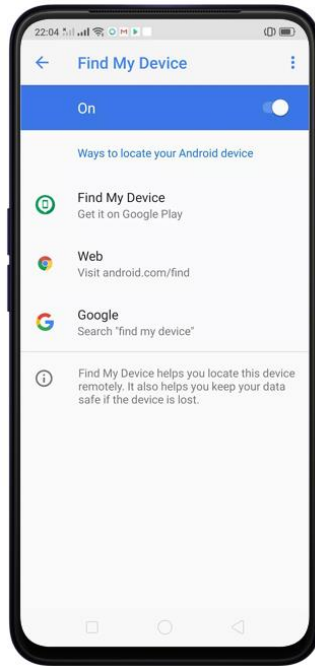 22:04
Find My Device
On
Ways to locate your Android device
Find My Device
Get it on Google Play
Web
Visit android.com/find
Google
Search "find my device"
Find My Device helps you locate this device
remotely. It also helps you keep your data
safe if the device is lost.